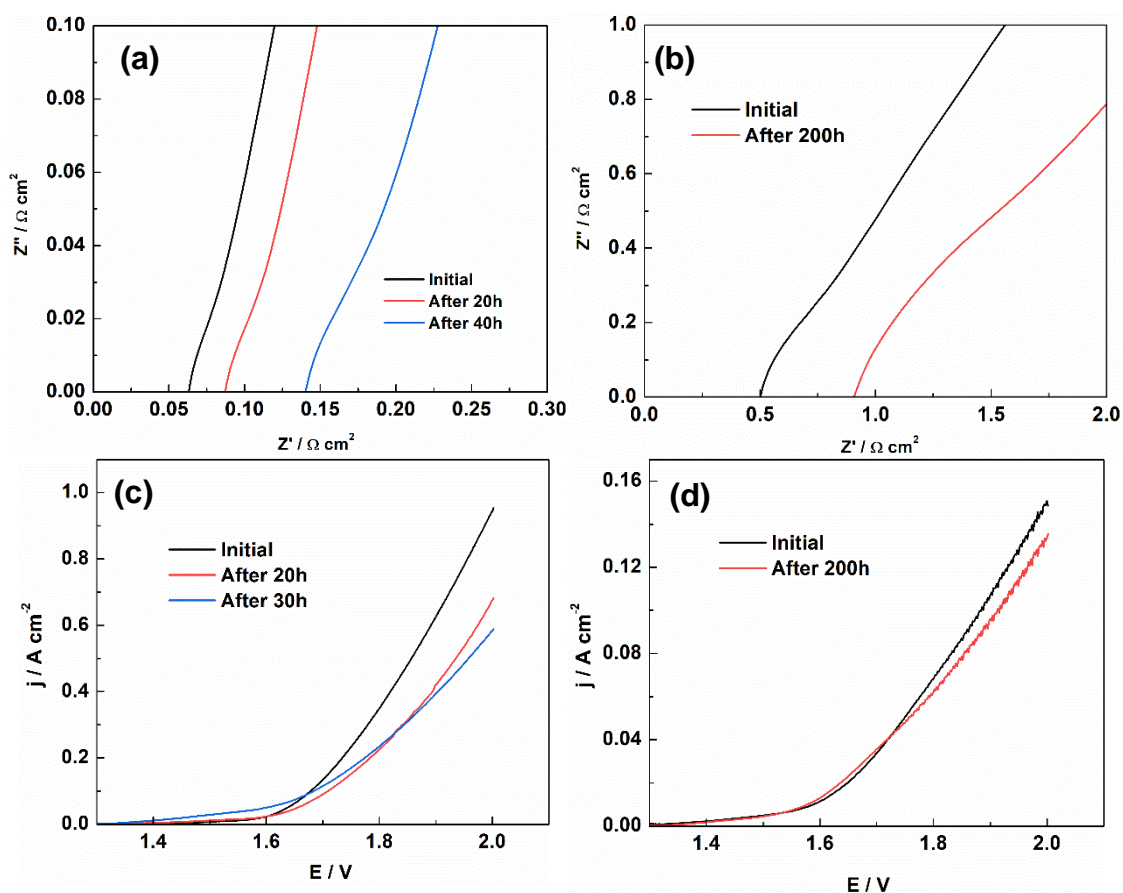 (a)
0.10
0.08
0.06
0.04
0.02
0.00
Z'' / Ω cm²
Initial
After 20h
After 40h
0.00 0.05 0.10 0.15 0.20 0.25 0.30
Z' / Ω cm²
(b)
1.0
0.8
0.6
0.4
0.2
0.0
Z'' / Ω cm²
Initial
After 200h
0.0 0.5 1.0 1.5 2.0
Z' / Ω cm²
(c)
1.0
0.8
0.6
0.4
0.2
0.0
j / A cm⁻²
Initial
After 20h
After 30h
1.4 1.6 1.8 2.0
E / V
(d)
0.16
0.12
0.08
0.04
0.00
j / A cm⁻²
Initial
After 200h
1.4 1.6 1.8 2.0
E / V